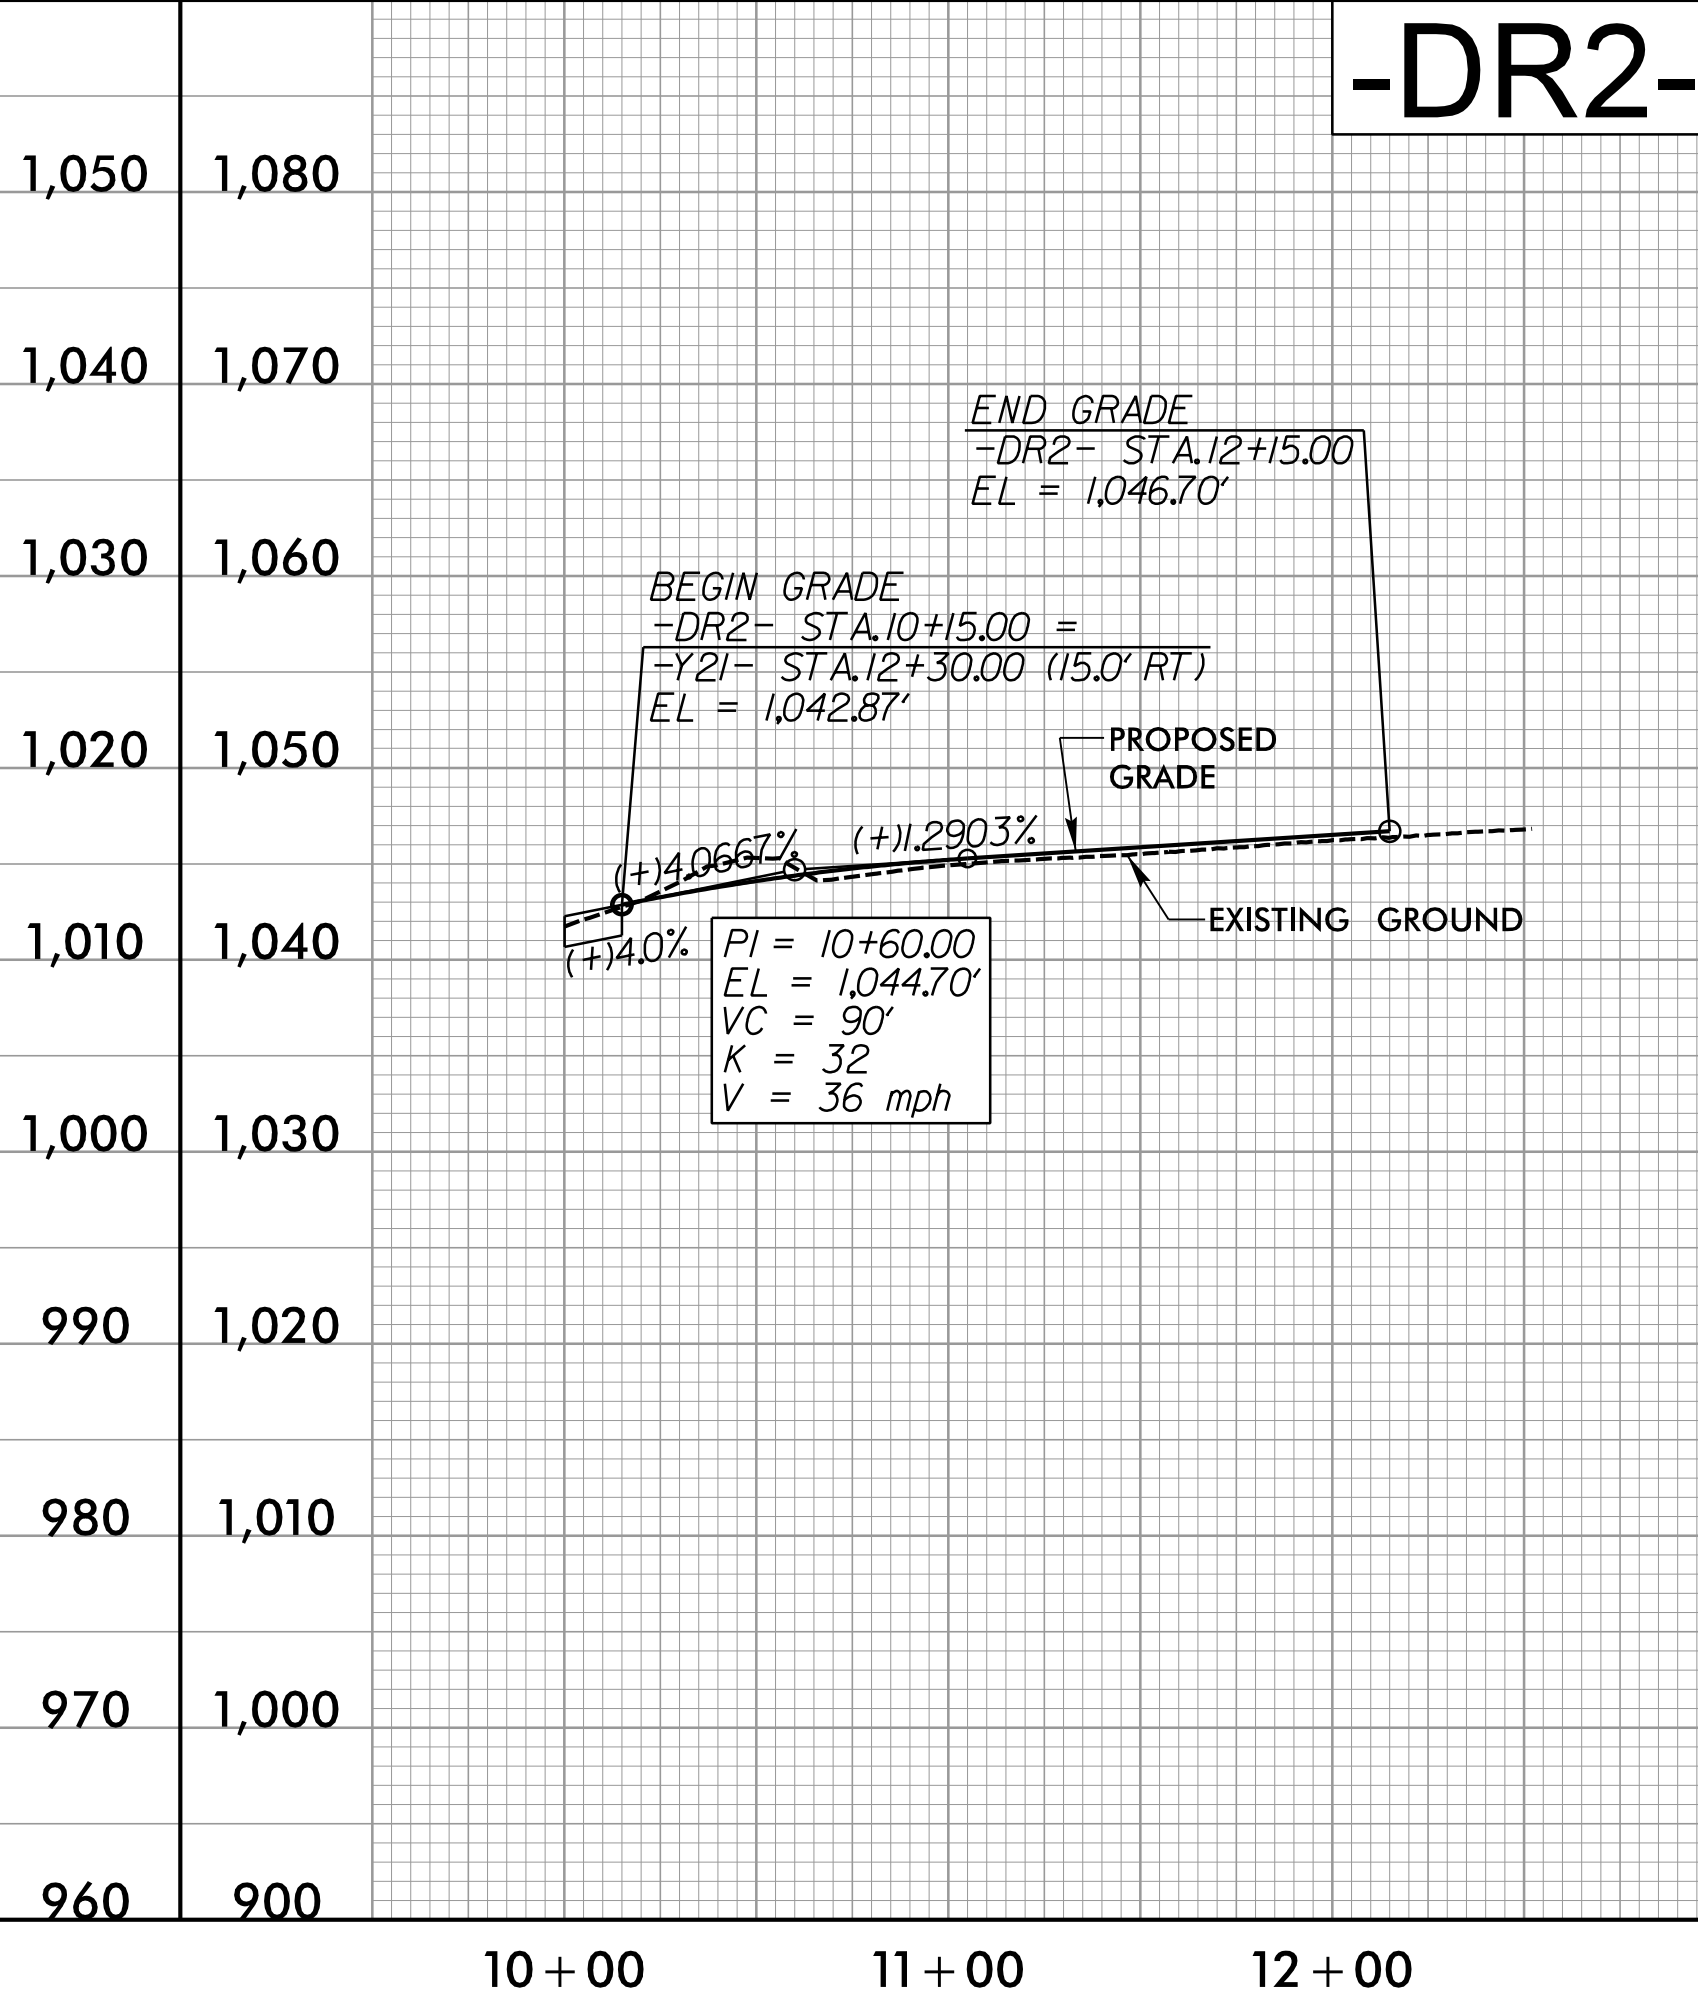 -DR2-
1,050 1,080
1,040 1,070
END GRADE
-DR2- STA.12+15.00
EL = 1,046.70'
1,030 1,060
BEGIN GRADE
-DR2- STA.10+15.00 =
-Y21- STA.12+30.00 (15.0' RT)
EL = 1,042.87'
1,020 1,050
PROPOSED
GRADE
(+)4.0667%
(+)1.2903%
EXISTING GROUND
1,010 1,040
(+)4.0%
PI = 10+60.00
EL = 1,044.70'
VC = 90'
K = 32
V = 36 mph
1,000 1,030
990 1,020
980 1,010
970 1,000
960 900
10+00 11+00 12+00